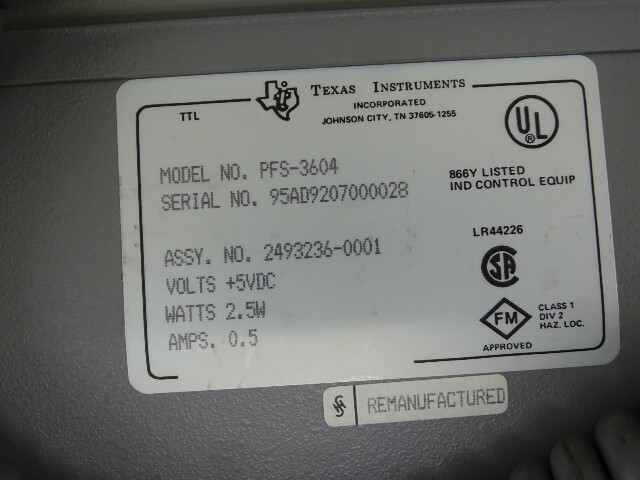 TEXAS INSTRUMENTS
INCORPORATED
JOHNSON CITY, TN 37605-1255
TTL
UL
®
MODEL NO. PFS-3604
SERIAL NO. 95AD9207000028
866Y LISTED
IND CONTROL EQUIP
ASSY. NO. 2493236-0001
VOLTS +5VDC
WATTS 2.5W
AMPS. 0.5
LR44226
SA
FM
APPROVED
CLASS 1
DIV 2
HAZ. LOC.
REMANUFACTURED